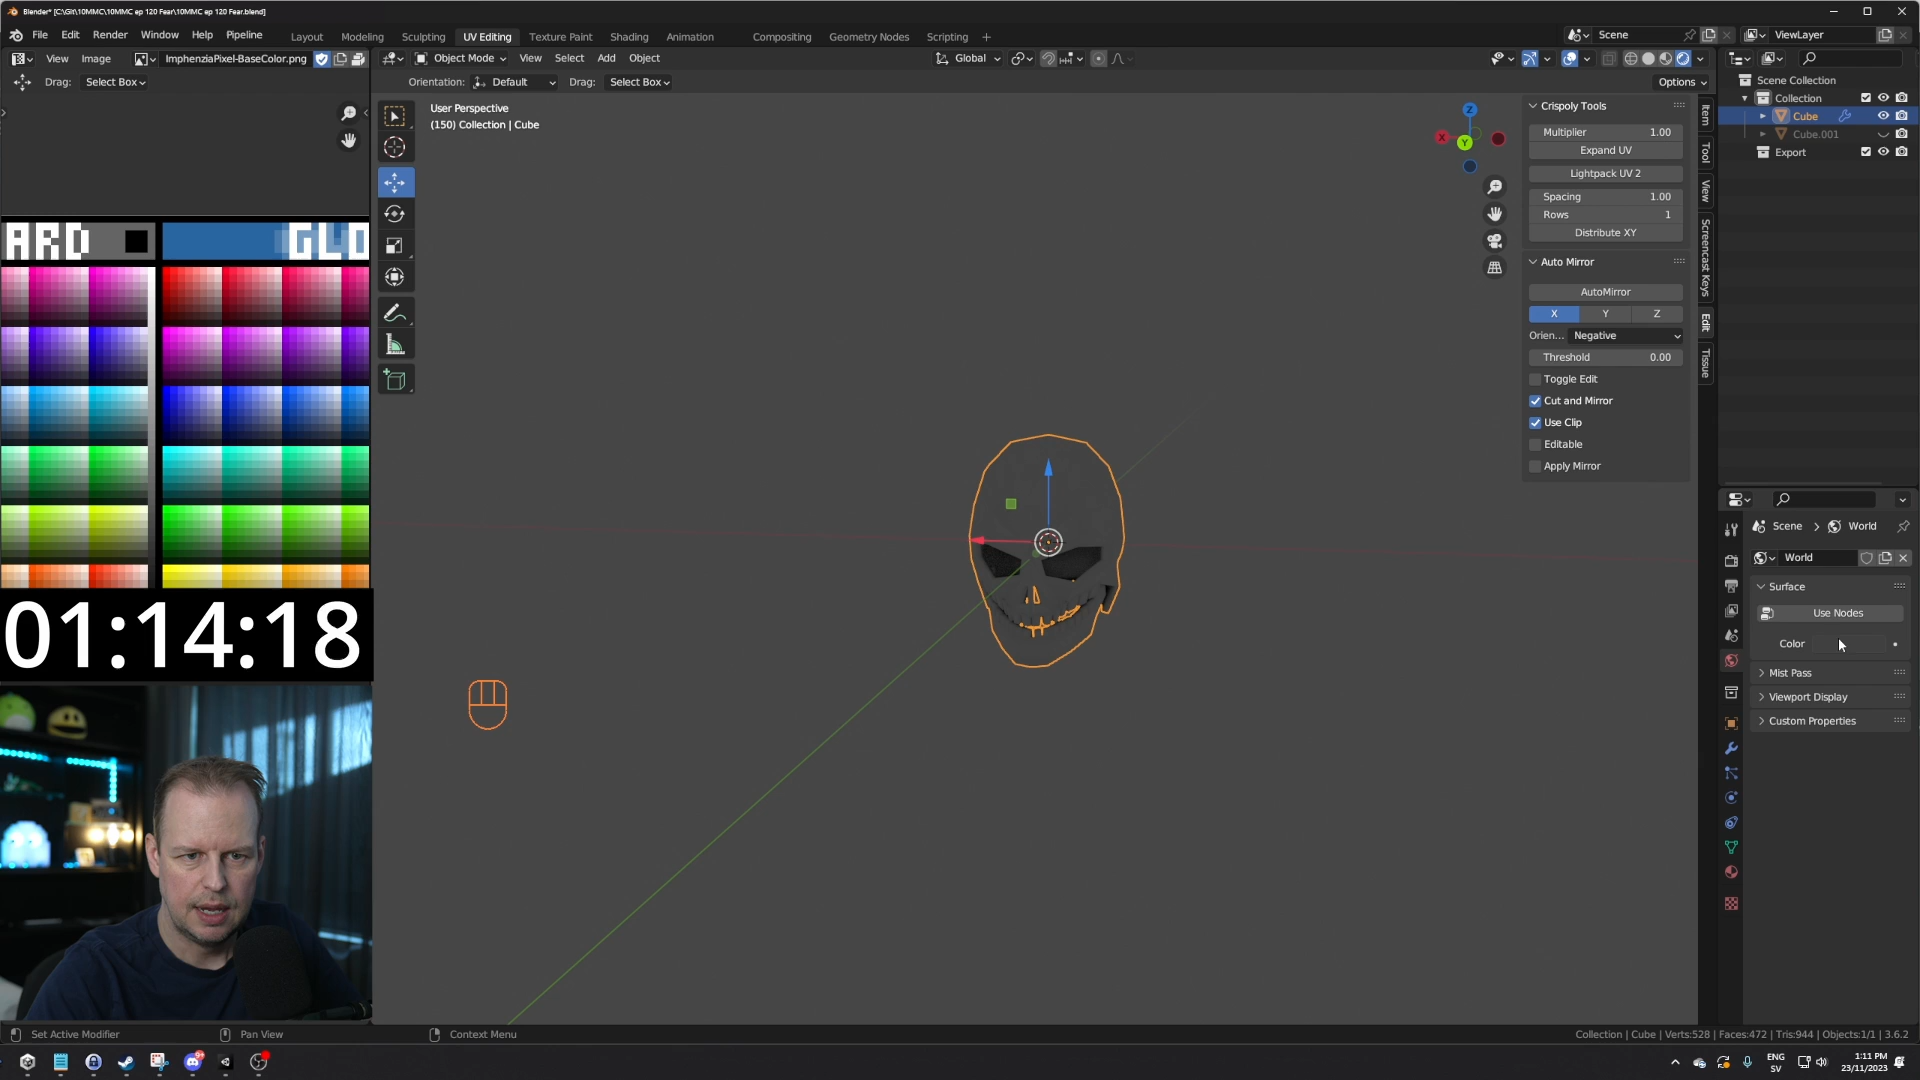 Blender* [C:\Git\10MMC\10MMC ep 120 Fear\10MMC ep 120 Fear.blend]
File Edit Render Window Help Pipeline
Layout Modeling Sculpting UV Editing Texture Paint Shading Animation Compositing Geometry Nodes Scripting +
Scene
ViewLayer
View Image ImphenziaPixel-BaseColor.png
Object Mode View Select Add Object
Global
Drag: Select Box
Orientation: Default Drag: Select Box
Options
User Perspective
(150) Collection | Cube
Scene Collection
Collection
Cube
Cube.001
Export
Crispoly Tools
Multiplier 1.00
Expand UV
Lightpack UV 2
Spacing 1.00
Rows 1
Distribute XY
Auto Mirror
AutoMirror
X Y Z
Orien... Negative
Threshold 0.00
Toggle Edit
Cut and Mirror
Use Clip
Editable
Apply Mirror
Item
Tool
View
Screencast Keys
Edit
Tissue
Z
X
Y
ARD
GLO
01:14:18
Scene > World
World
Surface
Use Nodes
Color
Mist Pass
Viewport Display
Custom Properties
Set Active Modifier
Pan View
Context Menu
Collection | Cube | Verts:528 | Faces:472 | Tris:944 | Objects:1/1 | 3.6.2
ENG
SV
1:11 PM
23/11/2023